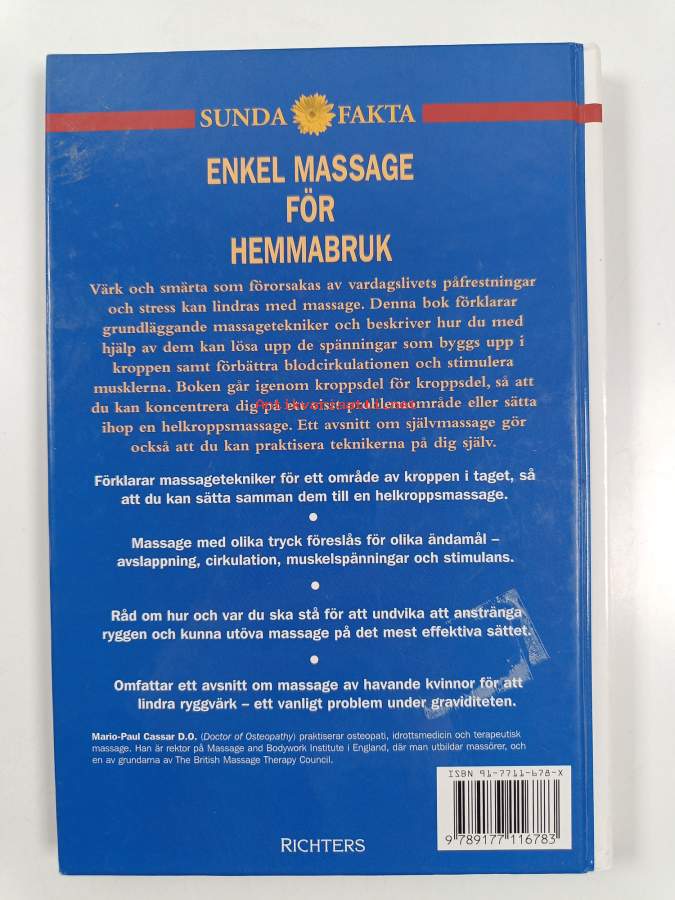 SUNDA FAKTA
ENKEL MASSAGE
FÖR
HEMMABRUK
Värk och smärta som förorsakas av vardagslivets påfrestningar
och stress kan lindras med massage. Denna bok förklarar
grundläggande massagetekniker och beskriver hur du med
hjälp av dem kan lösa upp de spänningar som byggs upp i
kroppen samt förbättra blodcirkulationen och stimulera
musklerna. Boken går igenom kroppsdel för kroppsdel, så att
du kan koncentrera dig på ett visst problemområde eller sätta
ihop en helkroppsmassage. Ett avsnitt om självmassage gör
också att du kan praktisera teknikerna på dig själv.
Förklarar massagetekniker för ett område av kroppen i taget, så
att du kan sätta samman dem till en helkroppsmassage.
Massage med olika tryck föreslås för olika ändamål –
avslappning, cirkulation, muskelspänningar och stimulans.
Råd om hur och var du ska stå för att undvika att anstränga
ryggen och kunna utöva massage på det mest effektiva sättet.
Omfattar ett avsnitt om massage av havande kvinnor för att
lindra ryggvärk – ett vanligt problem under graviditeten.
Mario-Paul Cassar D.O. (Doctor of Osteopathy) praktiserar osteopati, idrottsmedicin och terapeutisk
massage. Han är rektor på Massage and Bodywork Institute i England, där man utbildar massörer, och
en av grundarna av The British Massage Therapy Council.
ISBN 91-7711-678-X
9 789177 116783
RICHTERS